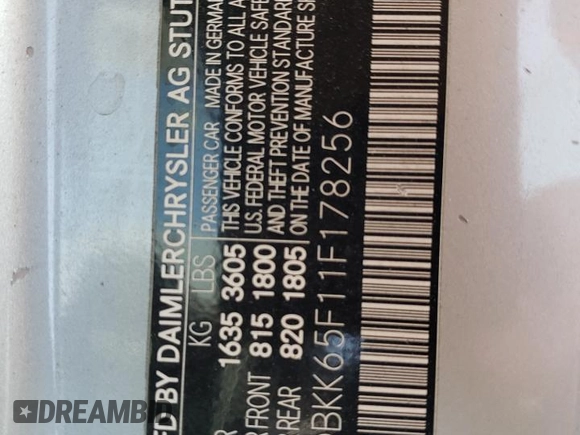 FD BY DAIMLERCHRYSLER AG STUT
KG LBS PASSENGER CAR MADE IN GERMAN
1635 3605 THIS VEHICLE CONFORMS TO ALL A
FRONT 815 1800 U.S. FEDERAL MOTOR VEHICLE SAFE
REAR 820 1805 AND THEFT PREVENTION STANDAR
ON THE DATE OF MANUFACTURE S
BKK65F11F178256
DREAMBID